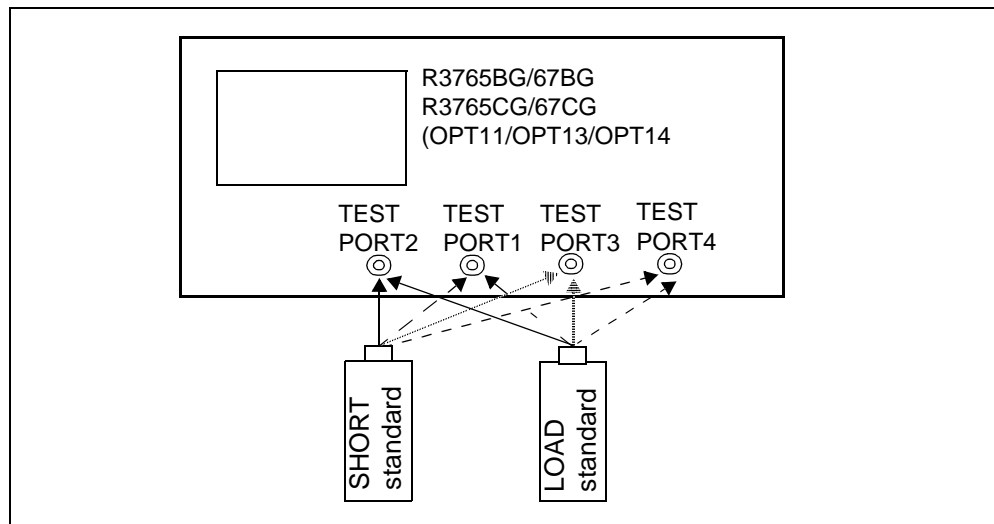 R3765BG/67BG
R3765CG/67CG
(OPT11/OPT13/OPT14
TEST
PORT2
TEST
PORT1
TEST
PORT3
TEST
PORT4
SHORT
standard
LOAD
standard